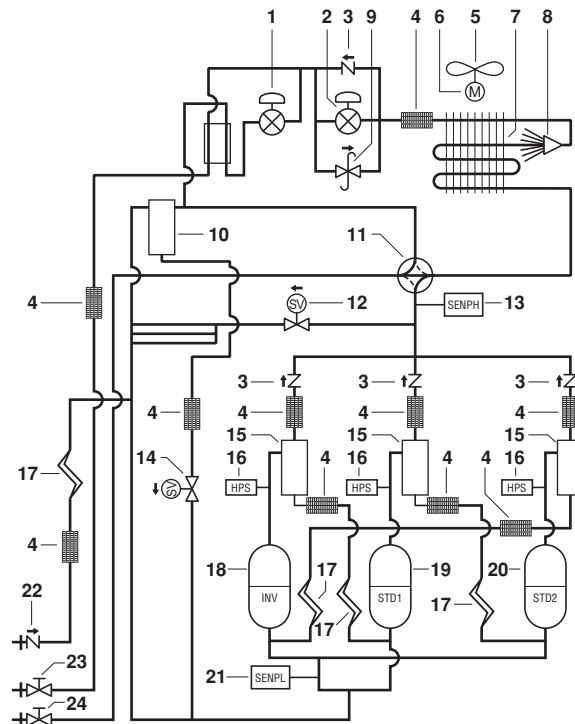 1 2 3 9 4 6 5 7 8
M
10
11
4
SV 12
SENPH 13
3 3 3
4 4 4 4
15 15 15
14 16 16 16
17 4 4 4
SV HPS HPS HPS
4
18 17 19 20
INV STD1 STD2
22 17 17
23 21 SENPL
24